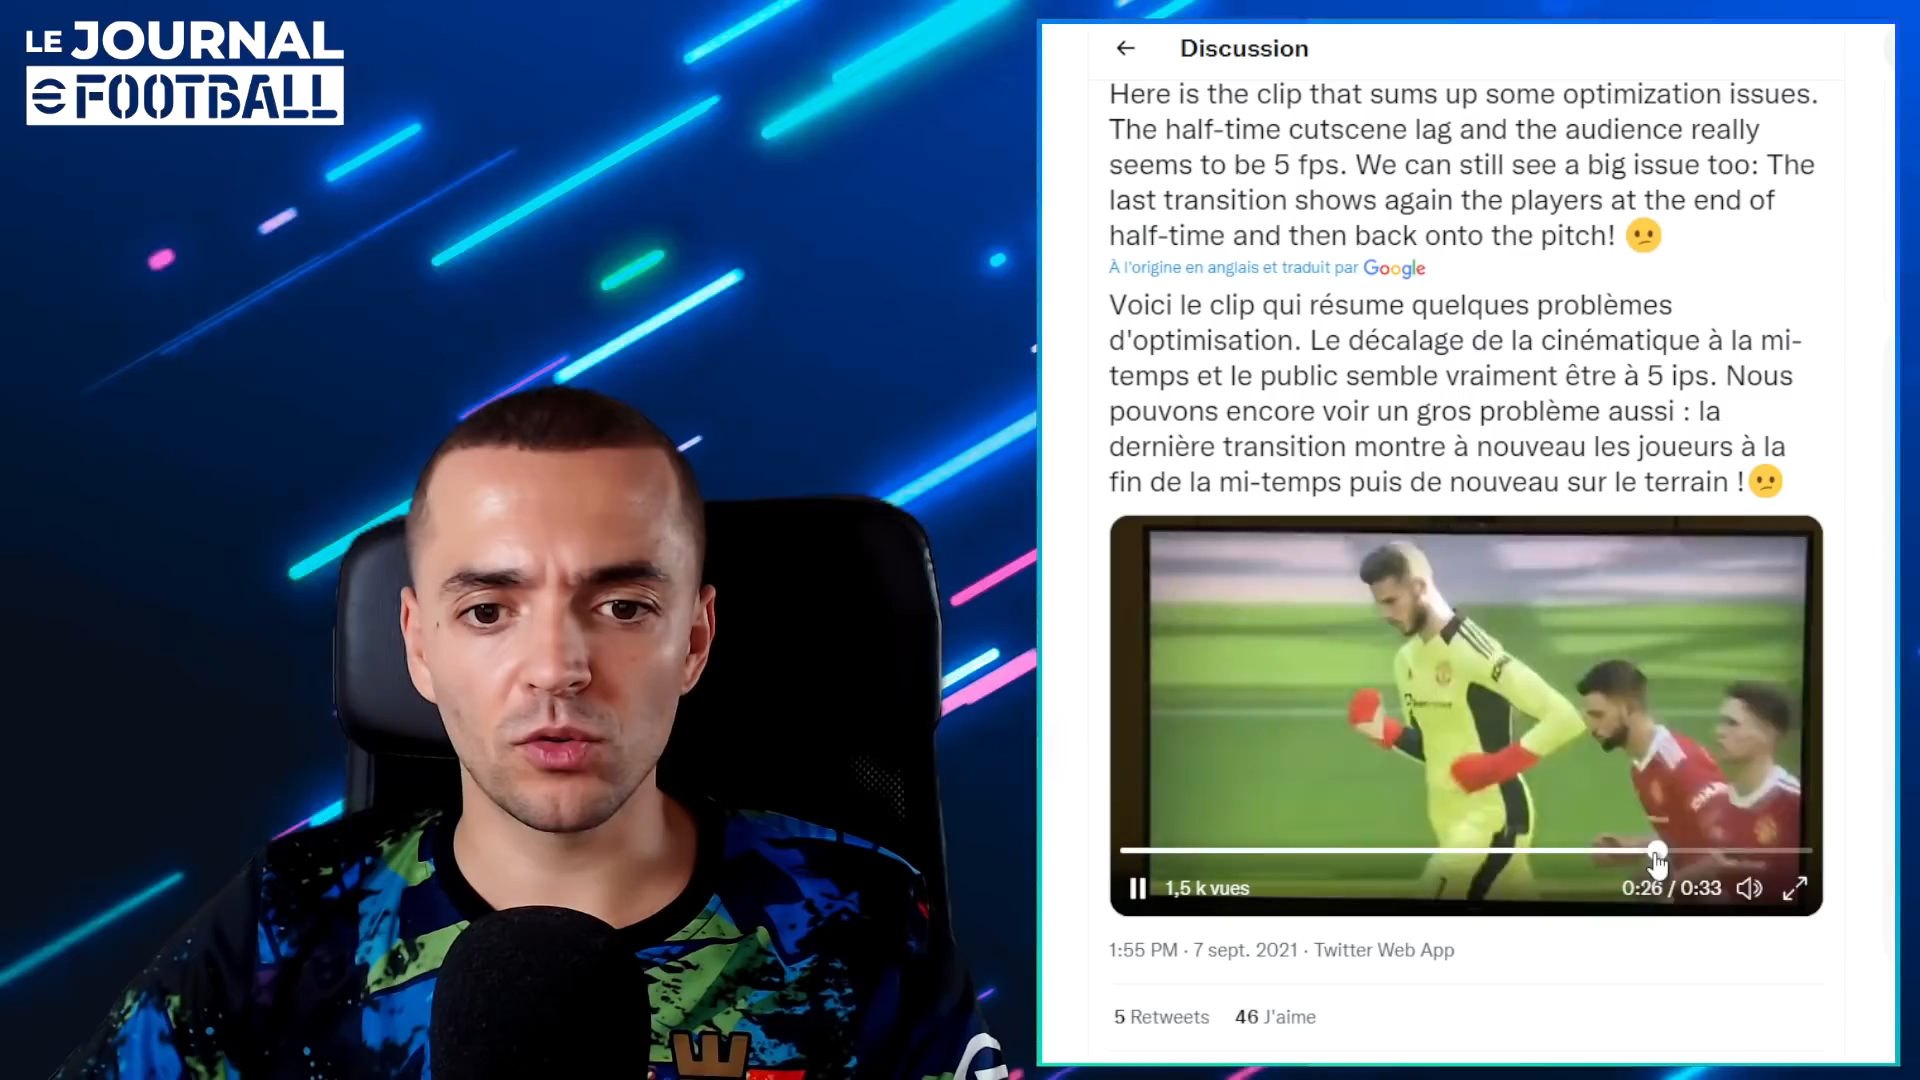 LE JOURNAL
eFOOTBALL
Discussion
Here is the clip that sums up some optimization issues.
The half-time cutscene lag and the audience really
seems to be 5 fps. We can still see a big issue too: The
last transition shows again the players at the end of
half-time and then back onto the pitch! 😕
À l'origine en anglais et traduit par Google
Voici le clip qui résume quelques problèmes
d'optimisation. Le décalage de la cinématique à la mi-
temps et le public semble vraiment être à 5 ips. Nous
pouvons encore voir un gros problème aussi : la
dernière transition montre à nouveau les joueurs à la
fin de la mi-temps puis de nouveau sur le terrain !😕
1,5 k vues
0:26 / 0:33
1:55 PM · 7 sept. 2021 · Twitter Web App
5 Retweets 46 J'aime